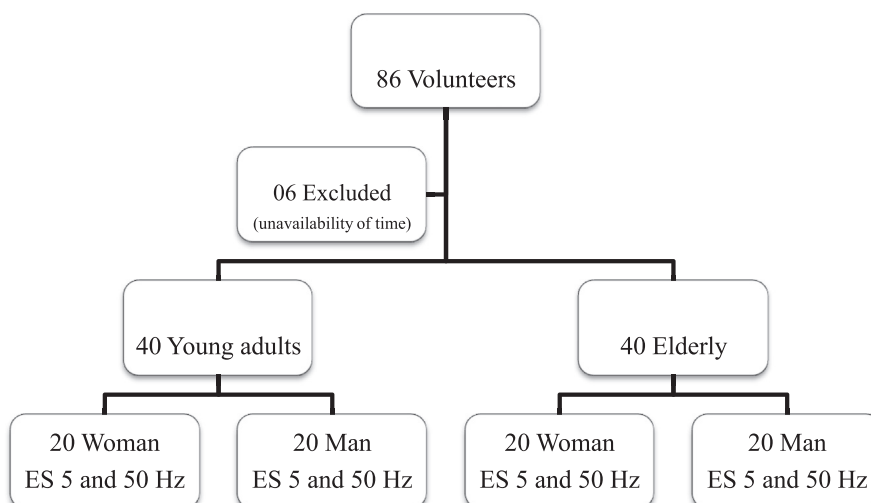 86 Volunteers
06 Excluded
(unavailability of time)
40 Young adults
40 Elderly
20 Woman
ES 5 and 50 Hz
20 Man
ES 5 and 50 Hz
20 Woman
ES 5 and 50 Hz
20 Man
ES 5 and 50 Hz